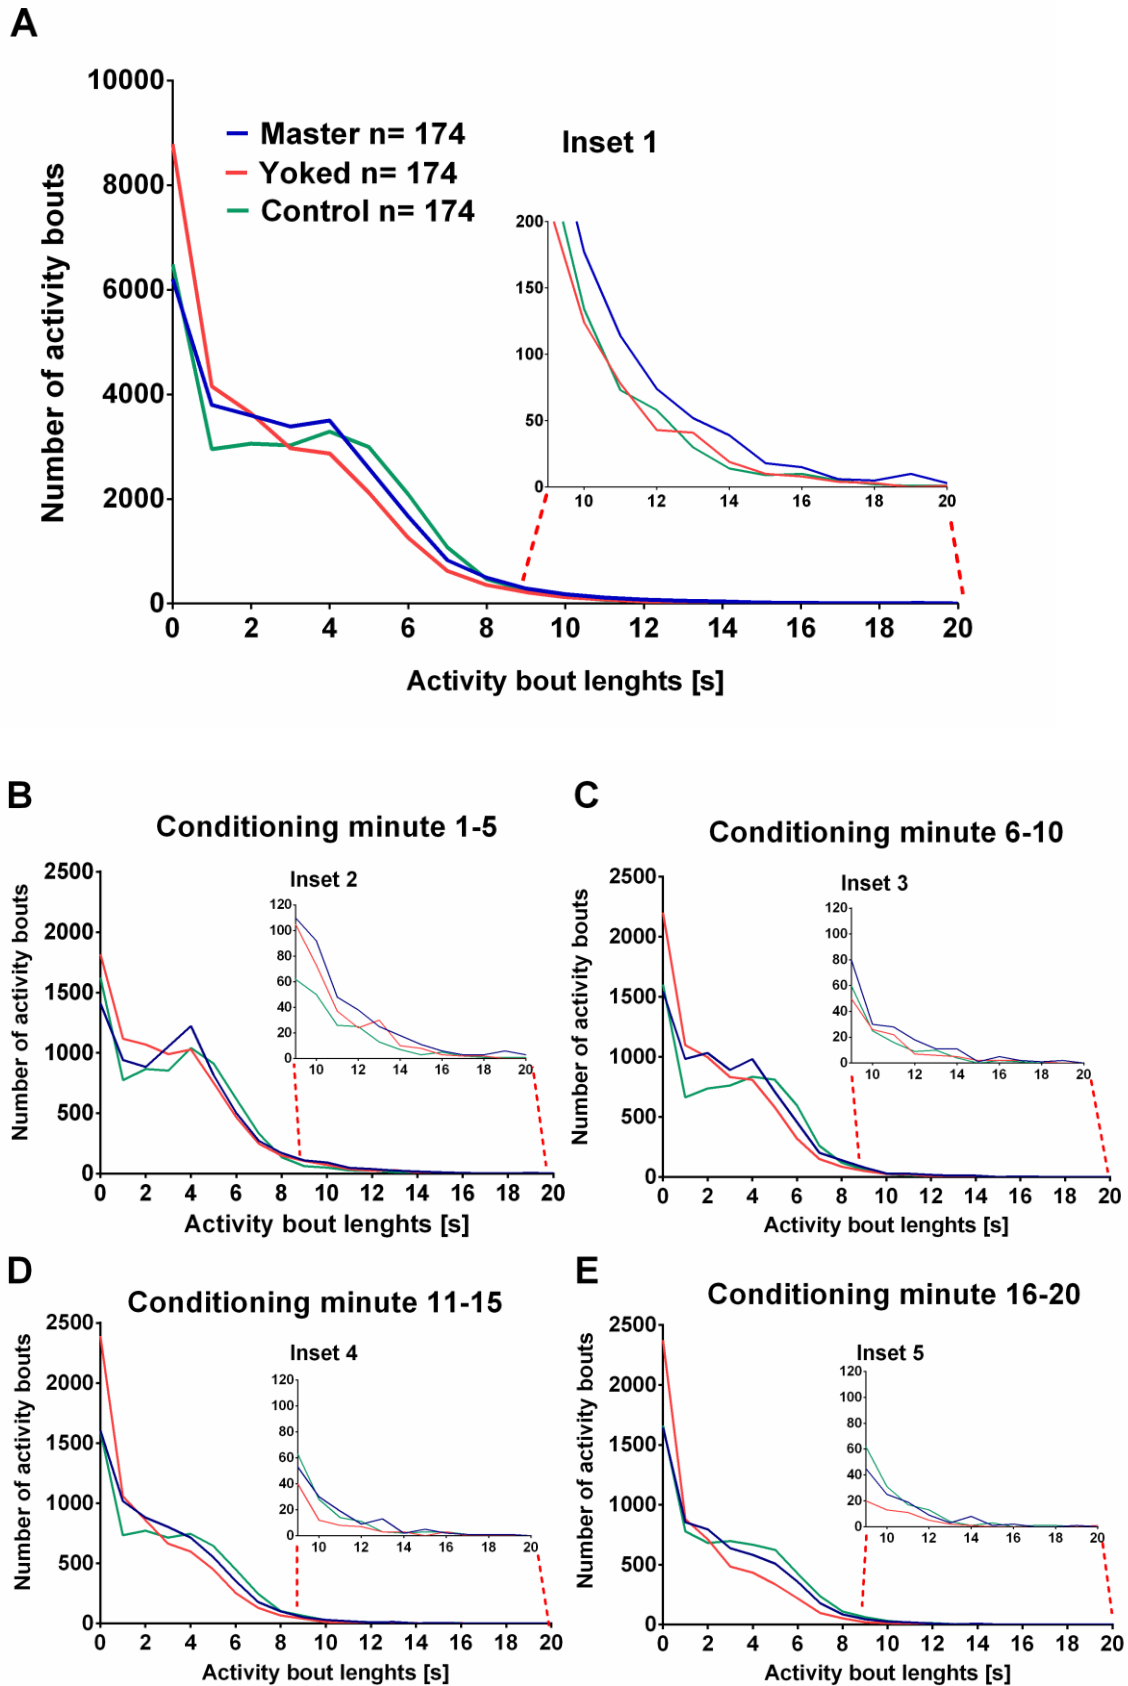 A
10000
8000
6000
4000
2000
0
Number of activity bouts
Master n= 174
Yoked n= 174
Control n= 174
Inset 1
200
150
100
50
0
10 12 14 16 18 20
0 2 4 6 8 10 12 14 16 18 20
Activity bout lenghts [s]
B
Conditioning minute 1-5
2500
2000
1500
1000
500
0
Number of activity bouts
Inset 2
120
100
80
60
40
20
0
10 12 14 16 18 20
0 2 4 6 8 10 12 14 16 18 20
Activity bout lenghts [s]
C
Conditioning minute 6-10
2500
2000
1500
1000
500
0
Number of activity bouts
Inset 3
120
100
80
60
40
20
0
10 12 14 16 18 20
0 2 4 6 8 10 12 14 16 18 20
Activity bout lenghts [s]
D
Conditioning minute 11-15
2500
2000
1500
1000
500
0
Number of activity bouts
Inset 4
120
100
80
60
40
20
0
10 12 14 16 18 20
0 2 4 6 8 10 12 14 16 18 20
Activity bout lenghts [s]
E
Conditioning minute 16-20
2500
2000
1500
1000
500
0
Number of activity bouts
Inset 5
120
100
80
60
40
20
0
10 12 14 16 18 20
0 2 4 6 8 10 12 14 16 18 20
Activity bout lenghts [s]